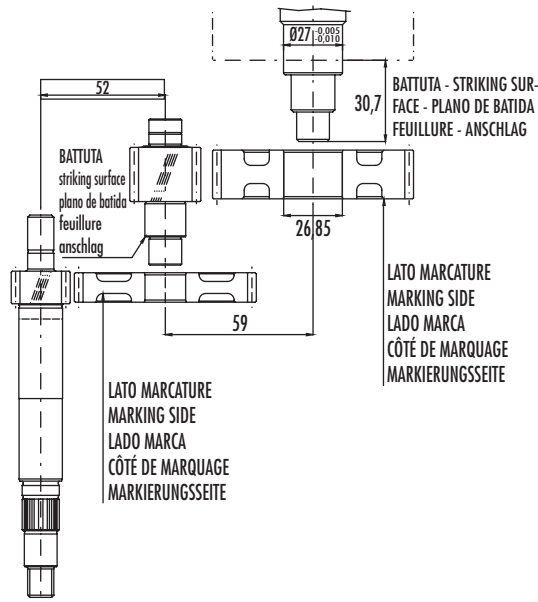 Ø27 -0,005
-0,010
52
30,7
BATTUTA - STRIKING SUR-
FACE - PLANO DE BATIDA
FEUILLURE - ANSCHLAG
BATTUTA
striking surface
plano de batida
feuillure
anschlag
26,85
LATO MARCATURE
MARKING SIDE
LADO MARCA
CÔTÉ DE MARQUAGE
MARKIERUNGSSEITE
59
LATO MARCATURE
MARKING SIDE
LADO MARCA
CÔTÉ DE MARQUAGE
MARKIERUNGSSEITE